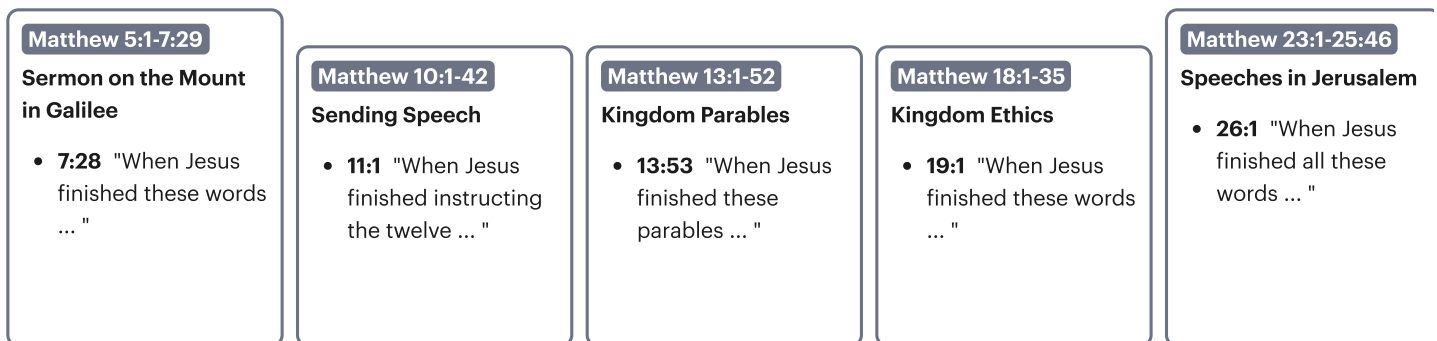 Matthew 5:1-7:29
Sermon on the Mount
in Galilee
• 7:28 "When Jesus
finished these words
... "
Matthew 10:1-42
Sending Speech
• 11:1 "When Jesus
finished instructing
the twelve ... "
Matthew 13:1-52
Kingdom Parables
• 13:53 "When Jesus
finished these
parables ... "
Matthew 18:1-35
Kingdom Ethics
• 19:1 "When Jesus
finished these words
... "
Matthew 23:1-25:46
Speeches in Jerusalem
• 26:1 "When Jesus
finished all these
words ... "